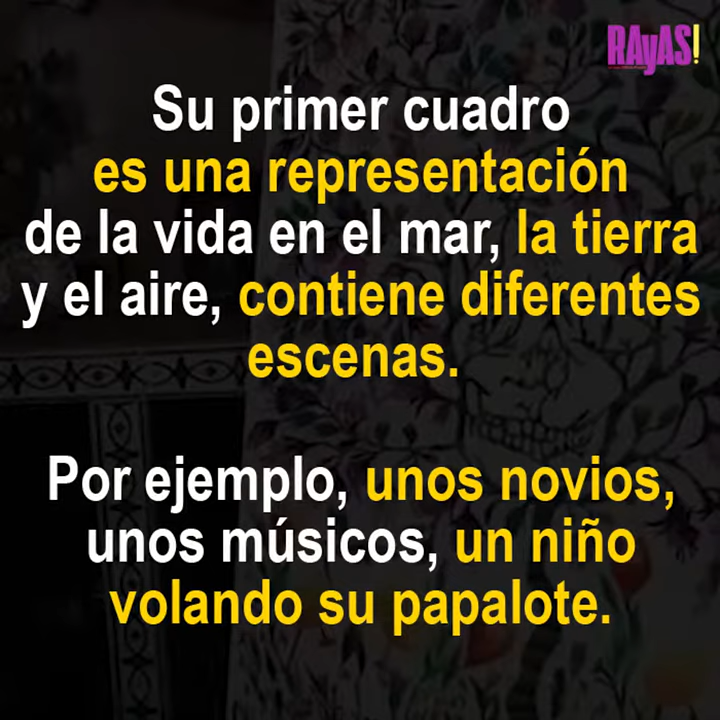 RAyAS!
Su primer cuadro
es una representación
de la vida en el mar, la tierra
y el aire, contiene diferentes
escenas.
Por ejemplo, unos novios,
unos músicos, un niño
volando su papalote.